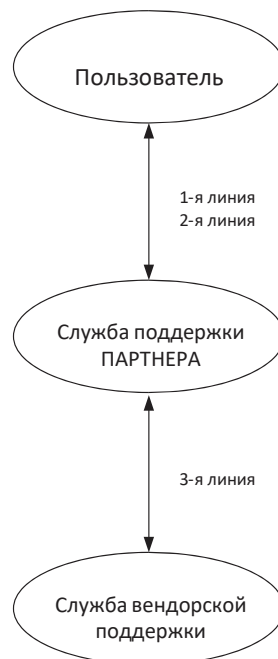 Пользователь
1-я линия
2-я линия
Служба поддержки
ПАРТНЕРА
3-я линия
Служба вендорской
поддержки